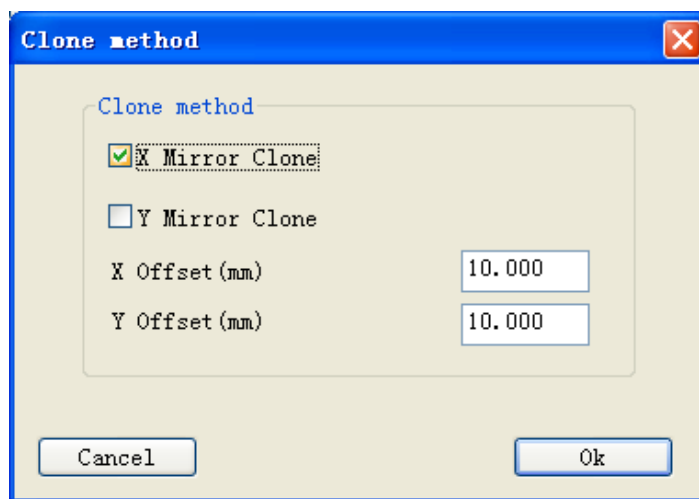 Clone method
Clone method
X Mirror Clone
Y Mirror Clone
X Offset(mm) 10.000
Y Offset(mm) 10.000
Cancel Ok